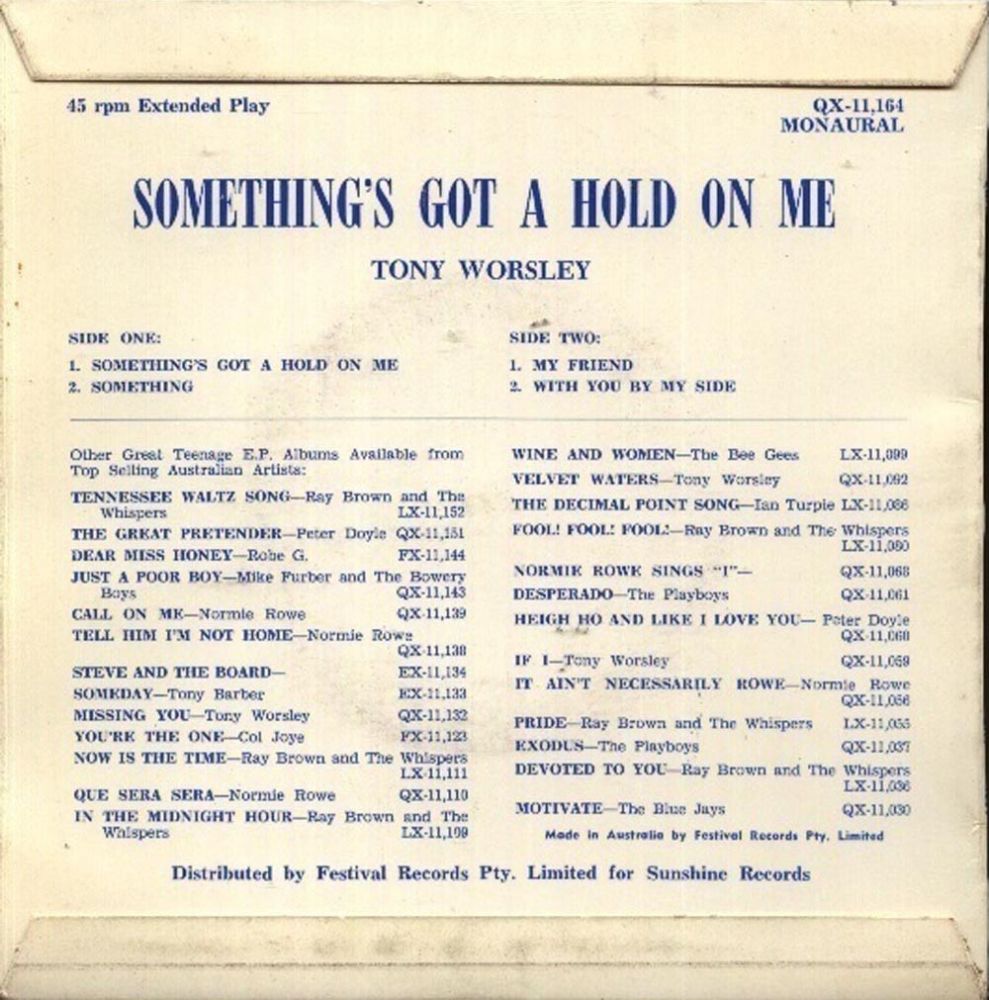 45 rpm Extended Play
QX-11,164
MONAURAL
SOMETHING'S GOT A HOLD ON ME
TONY WORSLEY
SIDE ONE:
1. SOMETHING'S GOT A HOLD ON ME
2. SOMETHING
SIDE TWO:
1. MY FRIEND
2. WITH YOU BY MY SIDE
Other Great Teenage E.P. Albums Available from
Top Selling Australian Artists:
TENNESSEE WALTZ SONG—Ray Brown and The
Whispers LX-11,152
THE GREAT PRETENDER—Peter Doyle QX-11,151
DEAR MISS HONEY—Robe G. FX-11,144
JUST A POOR BOY—Mike Furber and The Bowery
Boys QX-11,143
CALL ON ME—Normie Rowe QX-11,139
TELL HIM I'M NOT HOME—Normie Rowe
QX-11,138
STEVE AND THE BOARD— EX-11,134
SOMEDAY—Tony Barber EX-11,133
MISSING YOU—Tony Worsley QX-11,132
YOU'RE THE ONE—Col Joye FX-11,123
NOW IS THE TIME—Ray Brown and The Whispers
LX-11,111
QUE SERA SERA—Normie Rowe QX-11,110
IN THE MIDNIGHT HOUR—Ray Brown and The
Whispers LX-11,109
WINE AND WOMEN—The Bee Gees LX-11,099
VELVET WATERS—Tony Worsley QX-11,092
THE DECIMAL POINT SONG—Ian Turpie LX-11,086
FOOL! FOOL! FOOL!—Ray Brown and The Whispers
LX-11,080
NORMIE ROWE SINGS "I"— QX-11,068
DESPERADO—The Playboys QX-11,061
HEIGH HO AND LIKE I LOVE YOU— Peter Doyle
QX-11,060
IF I—Tony Worsley QX-11,059
IT AIN'T NECESSARILY ROWE—Normie Rowe
QX-11,056
PRIDE—Ray Brown and The Whispers LX-11,055
EXODUS—The Playboys QX-11,037
DEVOTED TO YOU—Ray Brown and The Whispers
LX-11,036
MOTIVATE—The Blue Jays QX-11,030
Made in Australia by Festival Records Pty. Limited
Distributed by Festival Records Pty. Limited for Sunshine Records